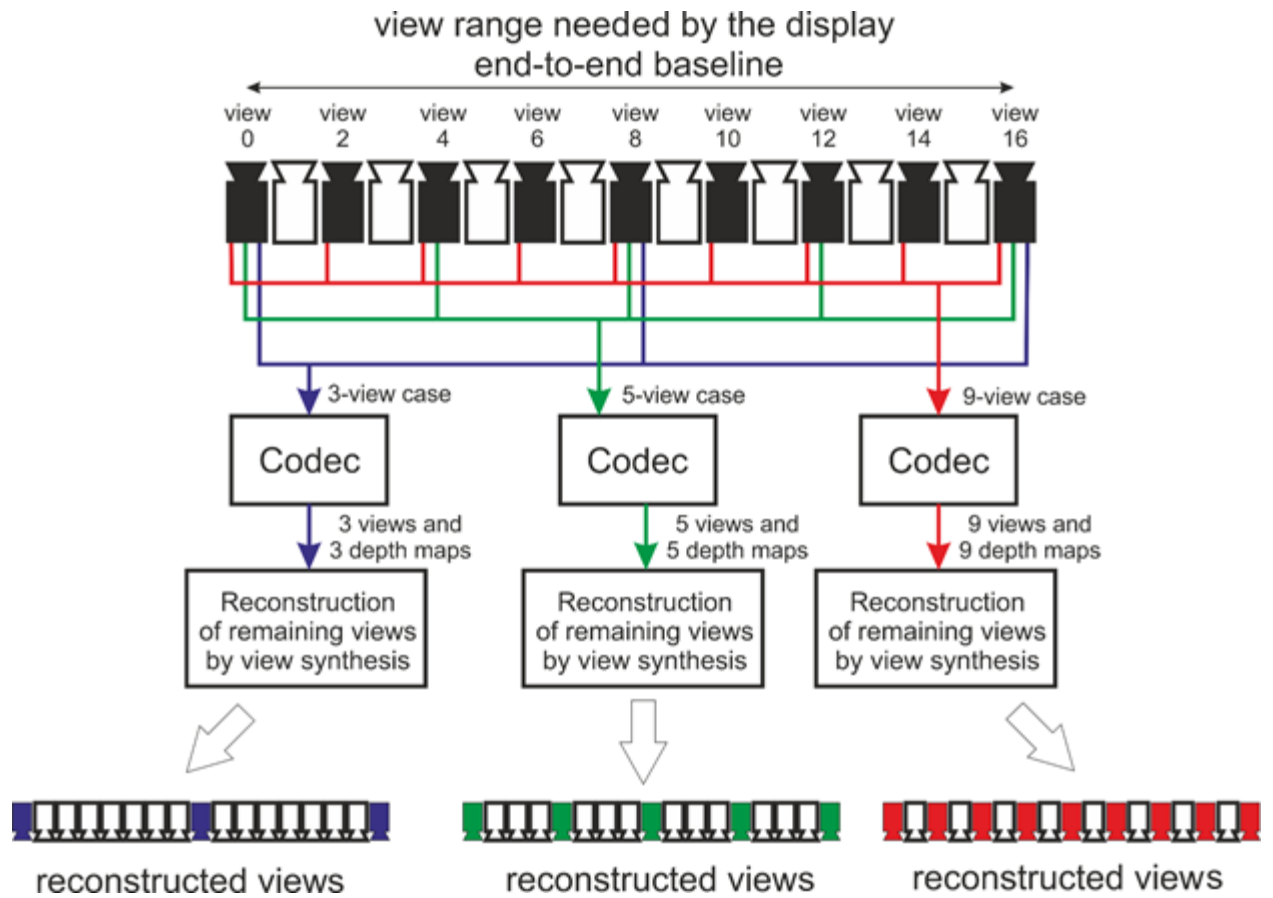 view range needed by the display
end-to-end baseline
view view view view view view view view view
0 2 4 6 8 10 12 14 16
3-view case 5-view case 9-view case
Codec Codec Codec
3 views and 5 views and 9 views and
3 depth maps 5 depth maps 9 depth maps
Reconstruction Reconstruction Reconstruction
of remaining views of remaining views of remaining views
by view synthesis by view synthesis by view synthesis
reconstructed views reconstructed views reconstructed views